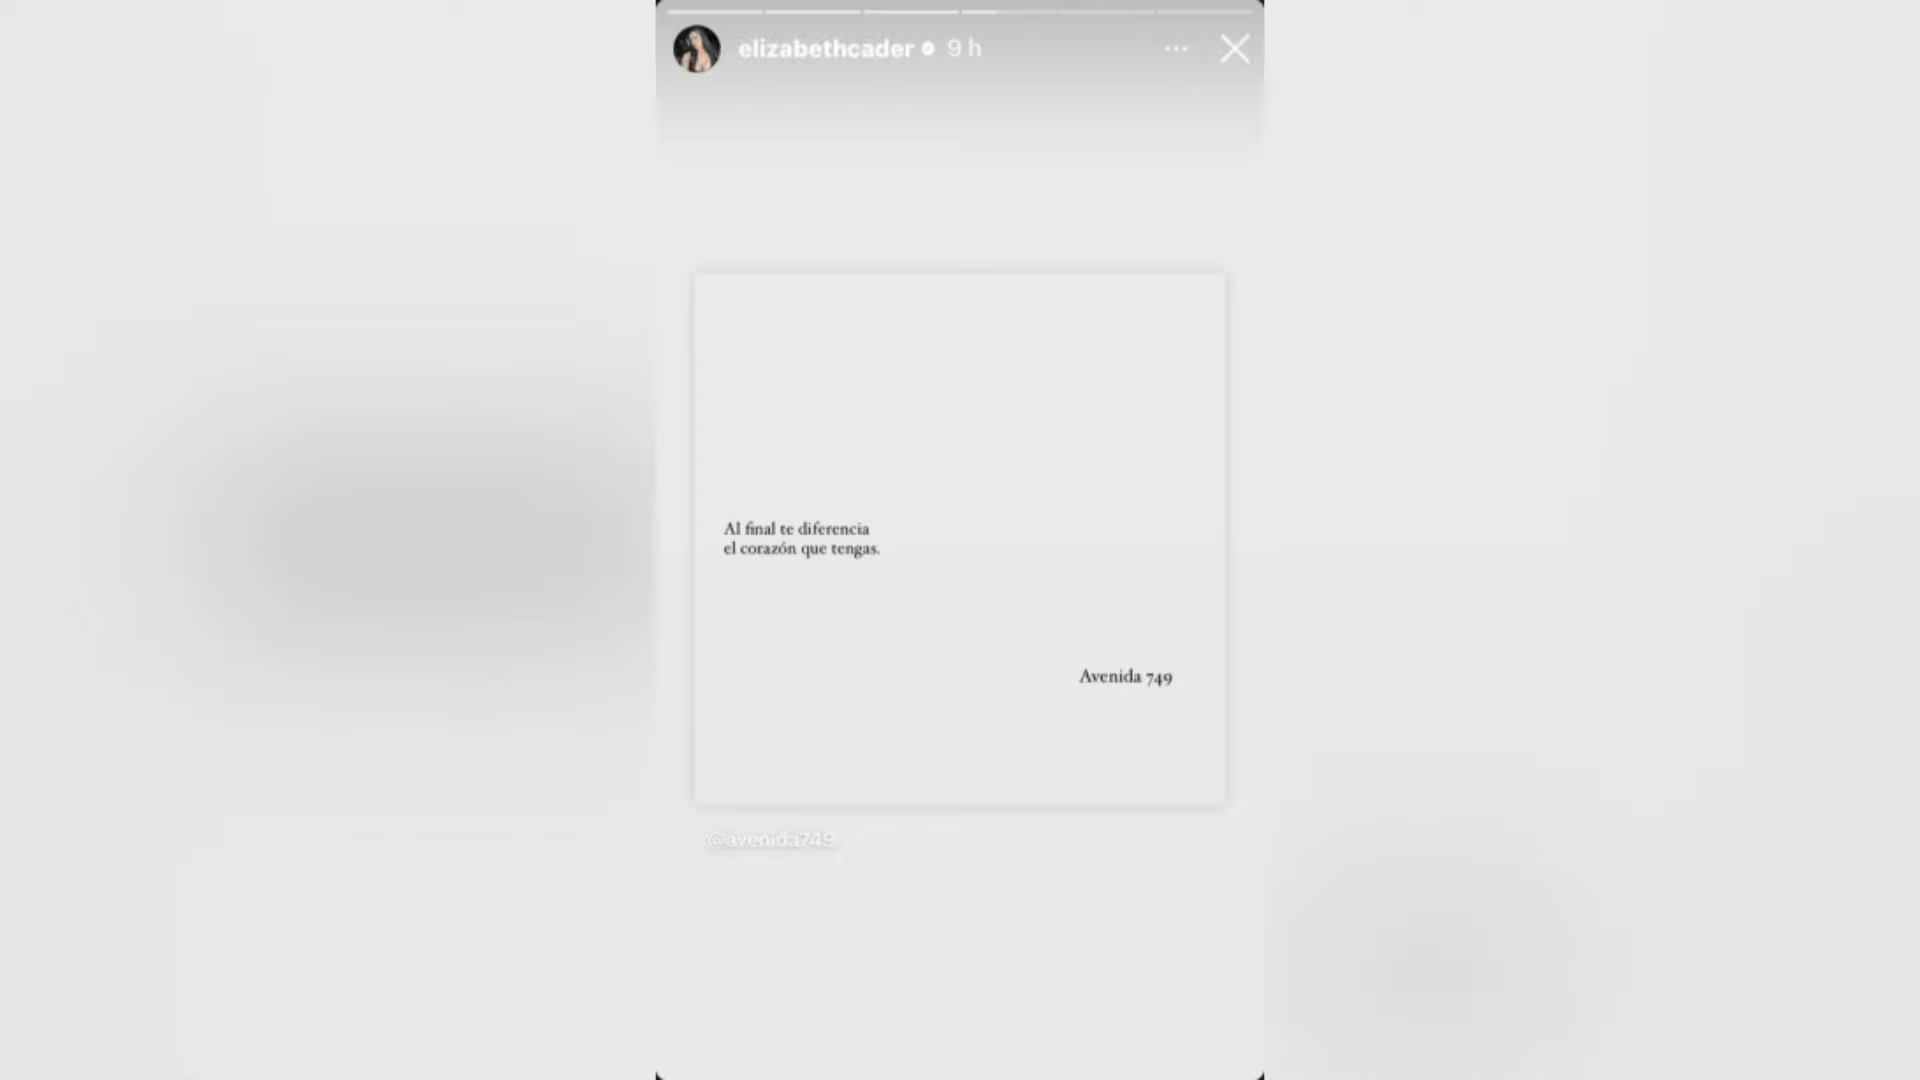 elizabethcader 9 h
Al final te diferencia
el corazón que tengas.
Avenida 749
@avenida749